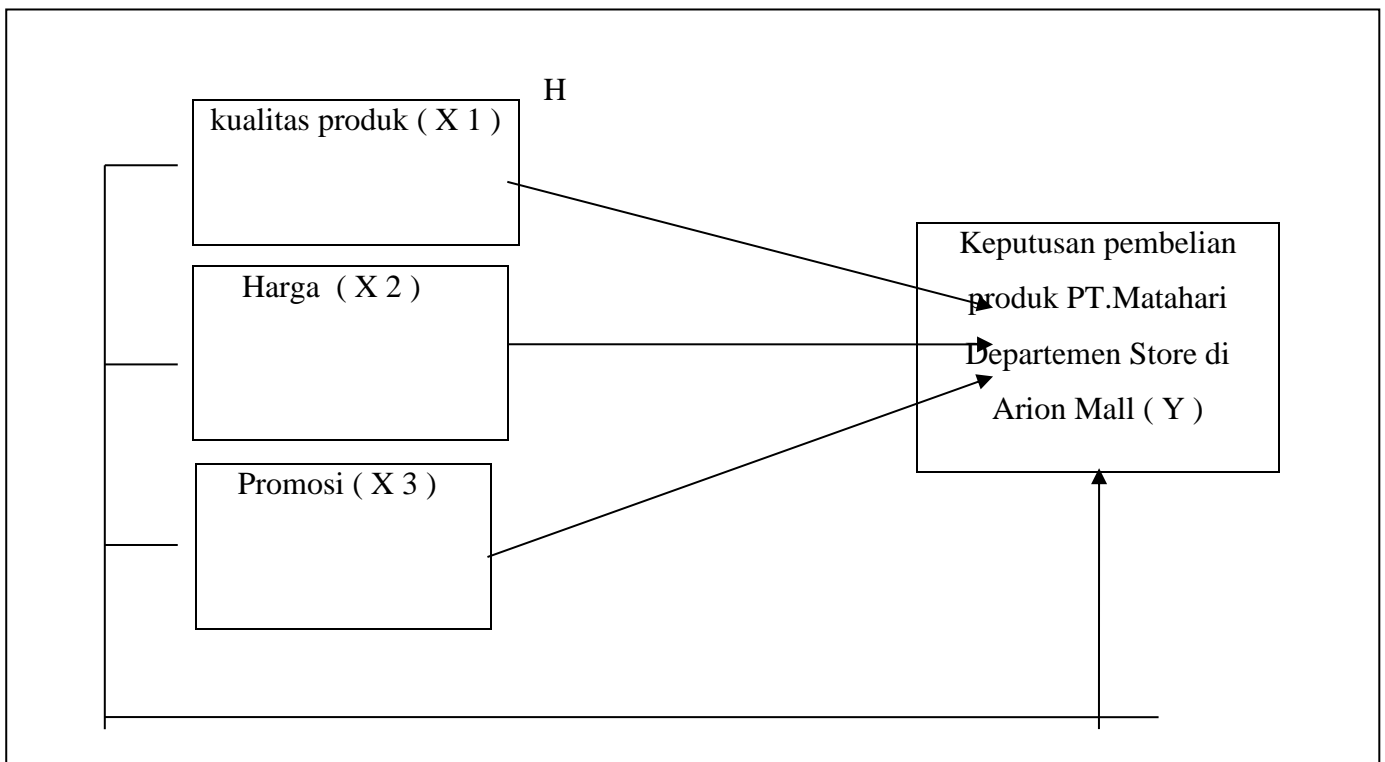 H
kualitas produk ( X 1 )
Harga ( X 2 )
Promosi ( X 3 )
Keputusan pembelian
produk PT.Matahari
Departemen Store di
Arion Mall ( Y )